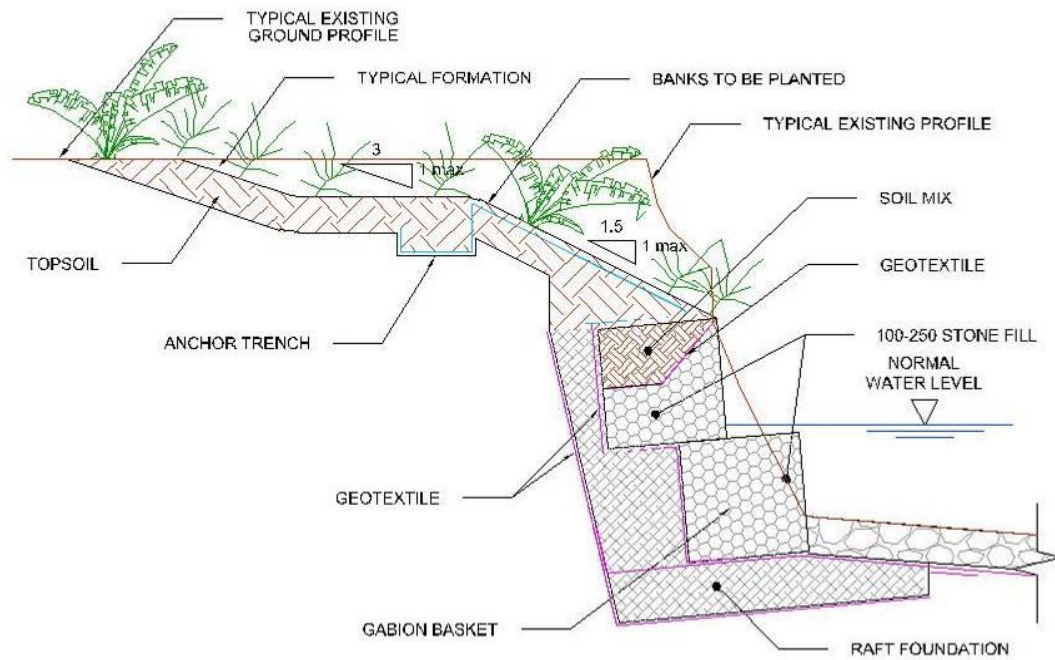 TYPICAL EXISTING
GROUND PROFILE
TYPICAL FORMATION
BANKS TO BE PLANTED
TYPICAL EXISTING PROFILE
3
1 max
SOIL MIX
1.5
1 max
TOPSOIL
GEOTEXTILE
ANCHOR TRENCH
100-250 STONE FILL
NORMAL
WATER LEVEL
GEOTEXTILE
GABION BASKET
RAFT FOUNDATION